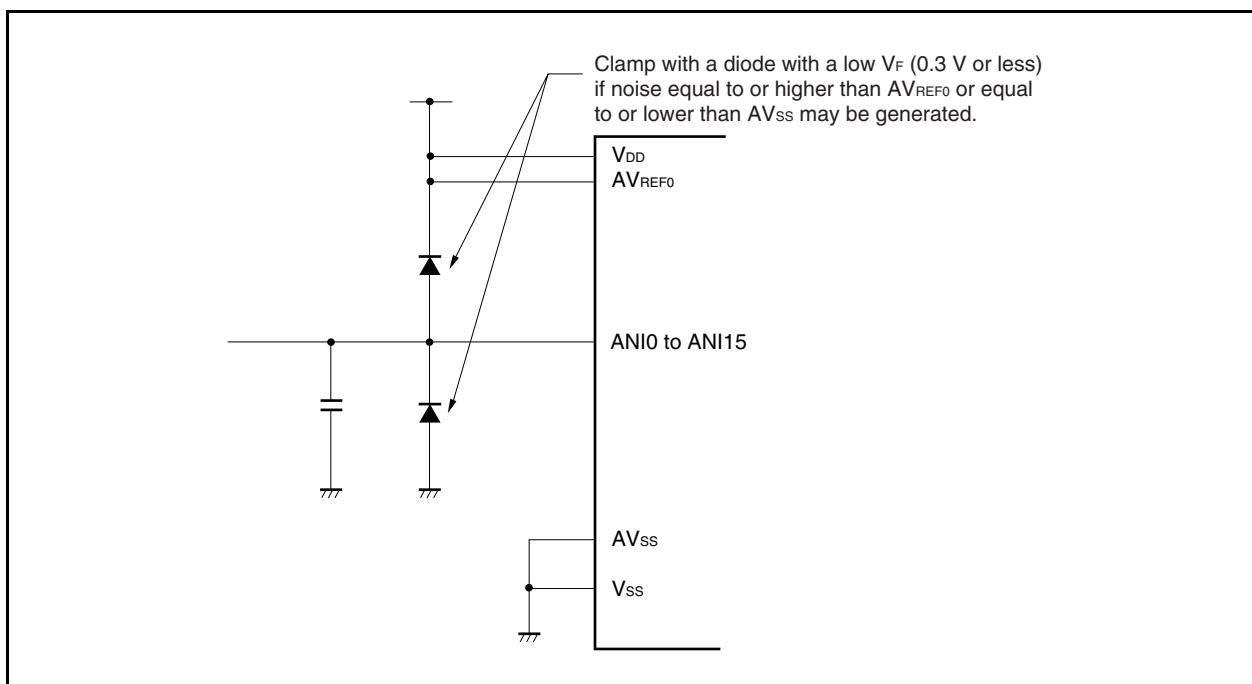 Clamp with a diode with a low VF (0.3 V or less)
if noise equal to or higher than AVREF0 or equal
to or lower than AVSS may be generated.
VDD
AVREF0
ANI0 to ANI15
AVSS
VSS